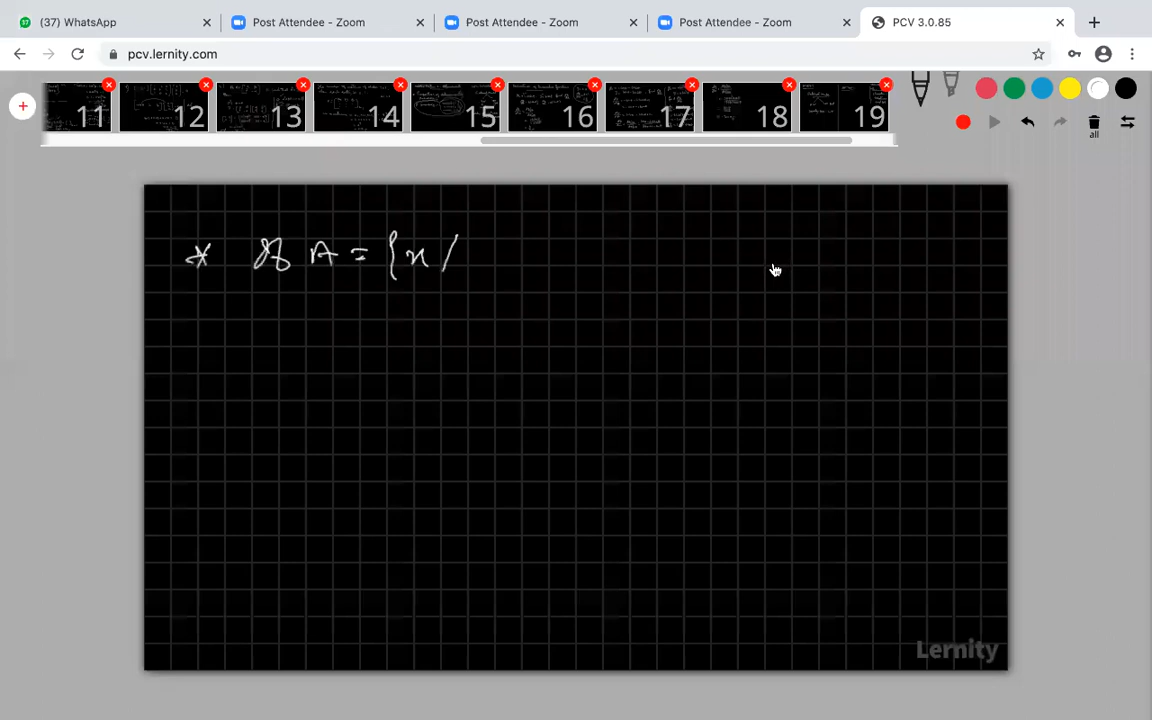 (37) WhatsApp
Post Attendee - Zoom
Post Attendee - Zoom
Post Attendee - Zoom
PCV 3.0.85
pcv.lernity.com
11
12
13
14
15
16
17
18
19
all
* If A = {x /
Lernity